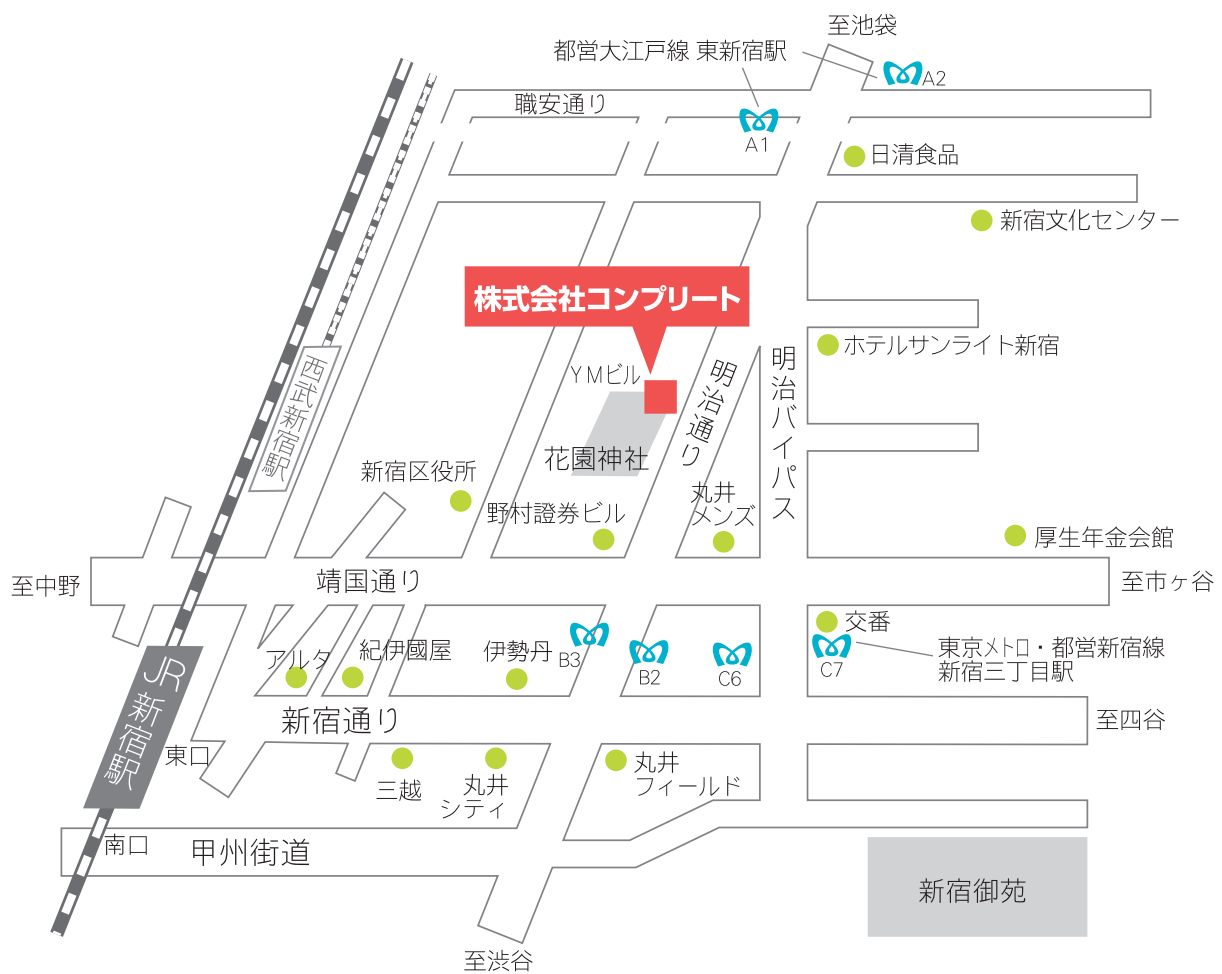 至池袋
都営大江戸線 東新宿駅
A2
職安通り
A1
日清食品
新宿文化センター
株式会社コンプリート
ホテルサンライト新宿
西武新宿駅
YMビル
明治通り
明治バイパス
花園神社
新宿区役所
丸井
メンズ
野村證券ビル
厚生年金会館
至中野
靖国通り
至市ヶ谷
交番
アルタ
紀伊國屋
伊勢丹
B3
B2
C6
C7
東京メトロ・都営新宿線
新宿三丁目駅
JR新宿駅
新宿通り
至四谷
東口
三越
丸井
シティ
丸井
フィールド
南口
甲州街道
新宿御苑
至渋谷